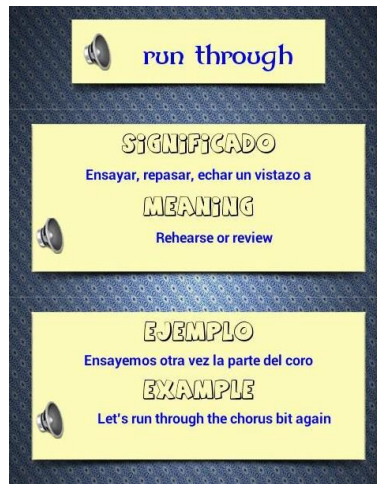 run through
SIGNIFICADO
Ensayar, repasar, echar un vistazo a
MEANING
Rehearse or review
EJEMPLO
Ensayemos otra vez la parte del coro
EXAMPLE
Let's run through the chorus bit again